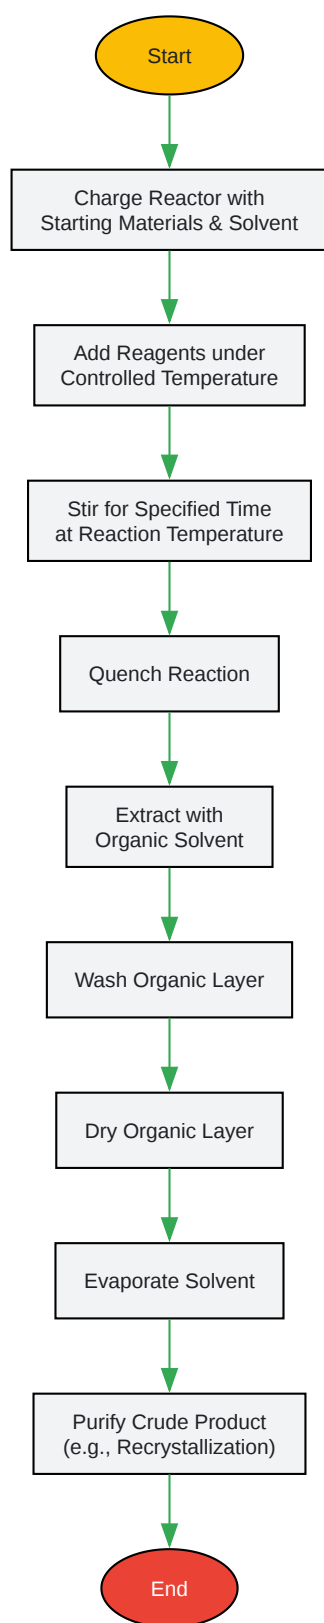 Start
Charge Reactor with
Starting Materials & Solvent
Add Reagents under
Controlled Temperature
Stir for Specified Time
at Reaction Temperature
Quench Reaction
Extract with
Organic Solvent
Wash Organic Layer
Dry Organic Layer
Evaporate Solvent
Purify Crude Product
(e.g., Recrystallization)
End